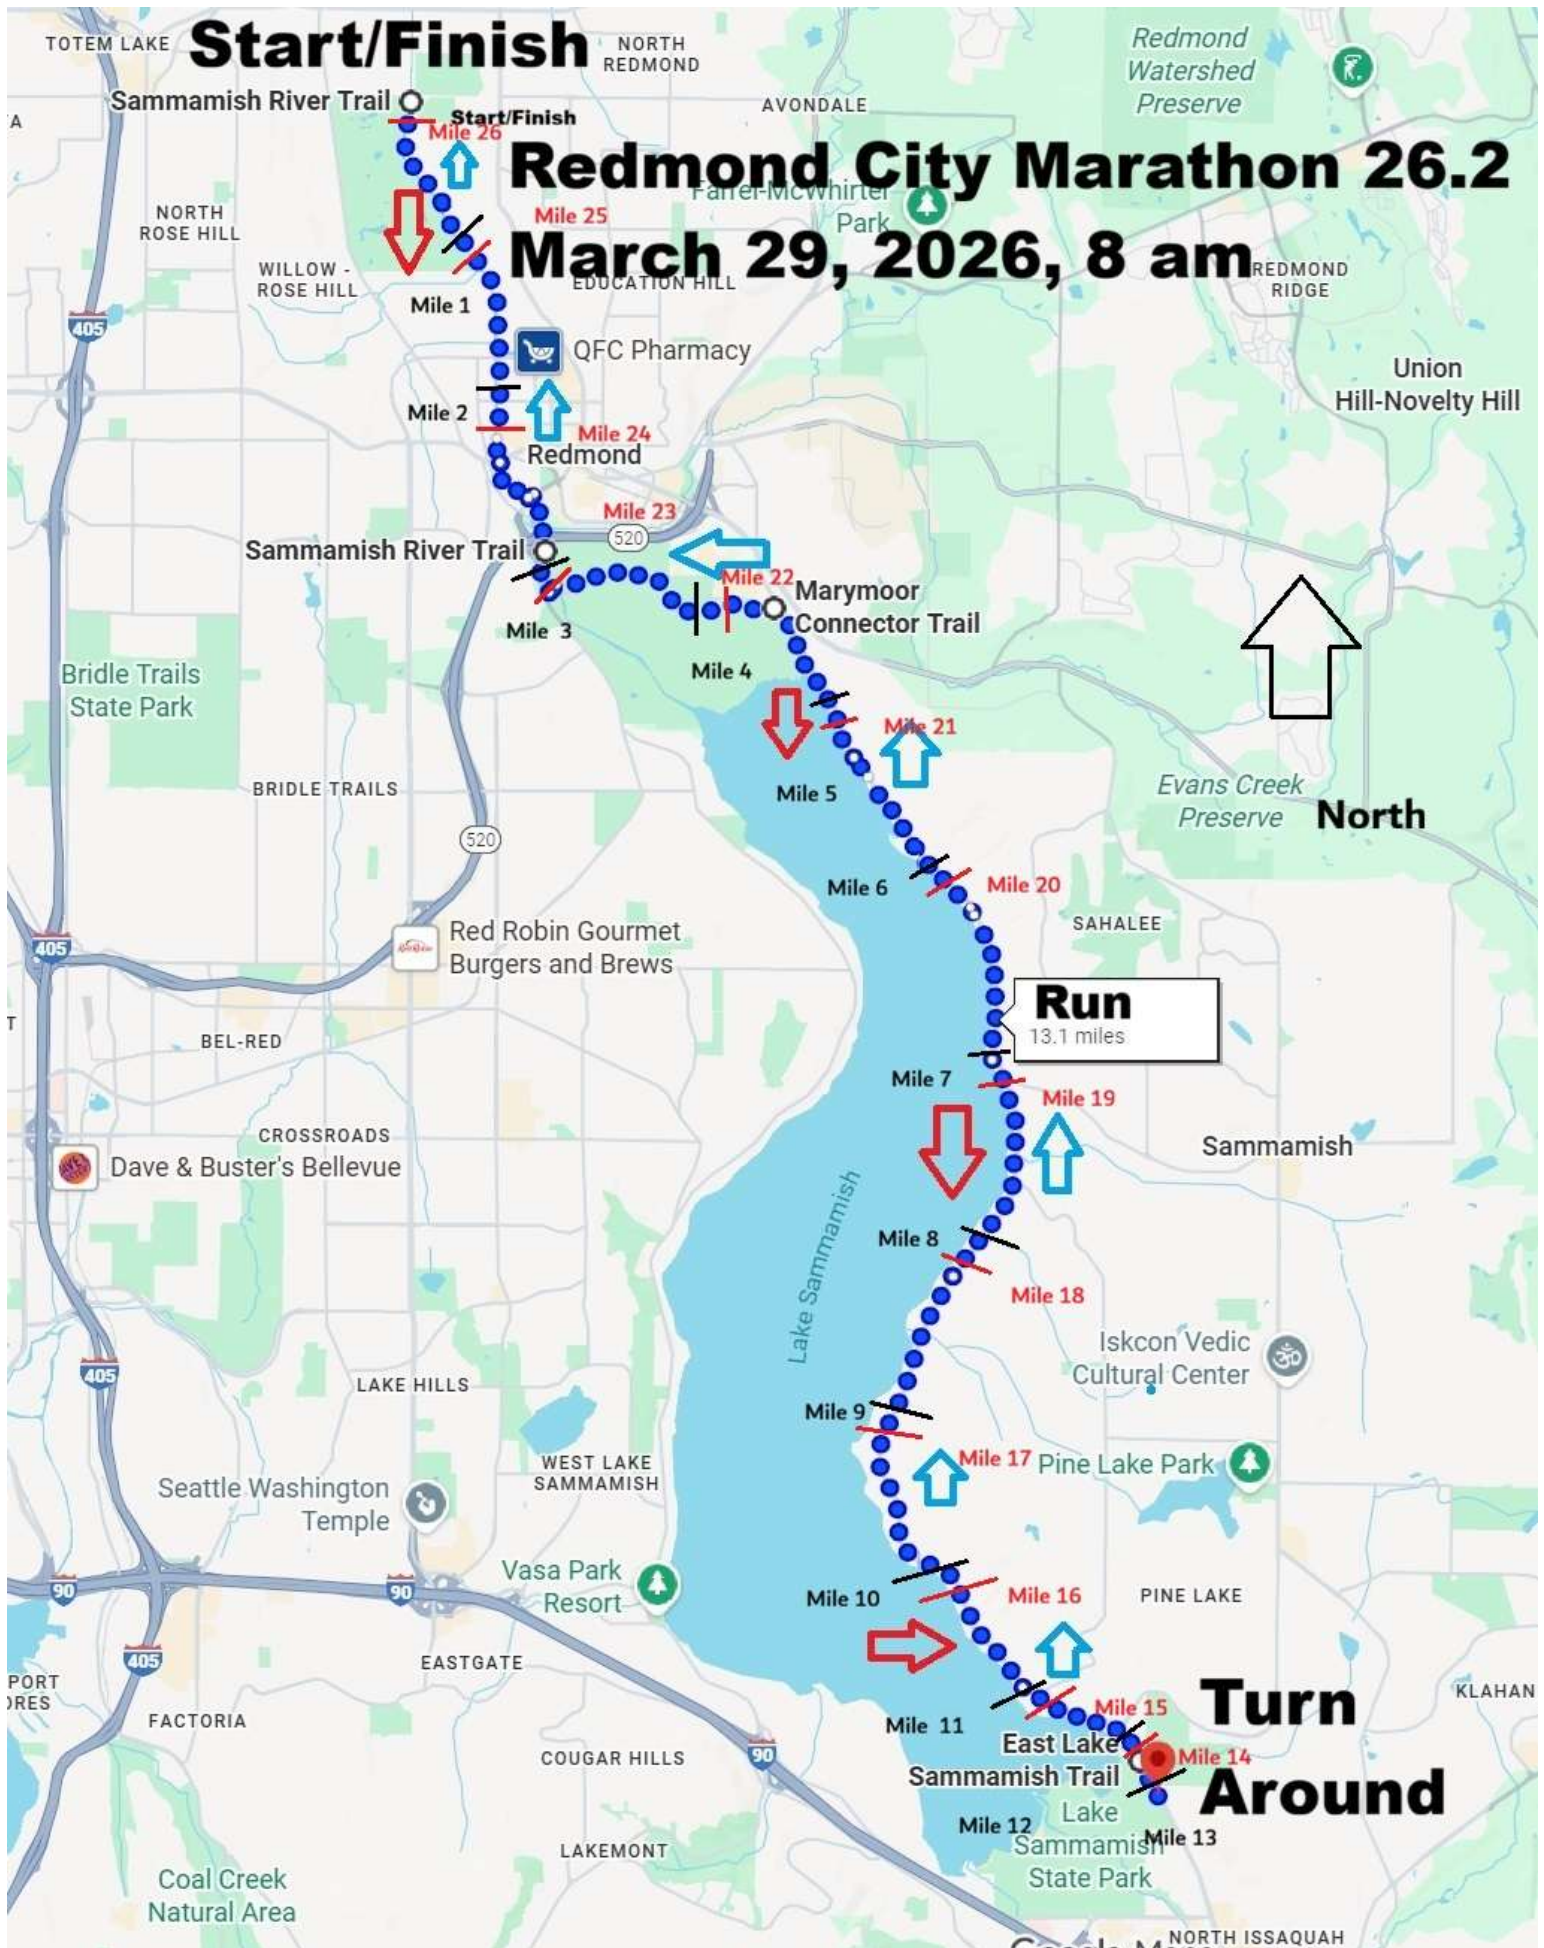 Start/Finish
TOTEM LAKE
NORTH
REDMOND
Redmond
Watershed
Preserve
Sammamish River Trail
Start/Finish
Mile 26
AVONDALE
A
Redmond City Marathon 26.2
Farrel-McWhirter
Park
March 29, 2026, 8 am
NORTH
ROSE HILL
Mile 25
WILLOW -
ROSE HILL
EDUCATION HILL
REDMOND
RIDGE
Mile 1
405
QFC Pharmacy
Union
Hill-Novelty Hill
Mile 2
Mile 24
Redmond
Mile 23
520
Sammamish River Trail
Mile 22
Marymoor
Connector Trail
Mile 3
Mile 4
Bridle Trails
State Park
Mile 21
BRIDLE TRAILS
Mile 5
Evans Creek
Preserve
North
520
Mile 6
Mile 20
SAHALEE
405
Red Robin Gourmet
Burgers and Brews
Run
13.1 miles
T
BEL-RED
Mile 7
Mile 19
CROSSROADS
Sammamish
Dave & Buster's Bellevue
Lake Sammamish
Mile 8
Mile 18
Iskcon Vedic
Cultural Center
405
LAKE HILLS
Mile 9
WEST LAKE
SAMMAMISH
Mile 17
Pine Lake Park
Seattle Washington
Temple
Vasa Park
Resort
90
90
Mile 10
Mile 16
PINE LAKE
405
EASTGATE
PORT
ORES
FACTORIA
Mile 11
Mile 15
Turn
KLAHAN
East Lake
Sammamish Trail
Mile 14
Around
COUGAR HILLS
90
Mile 12
Lake
Sammamish
State Park
Mile 13
LAKEMONT
Coal Creek
Natural Area
NORTH ISSAQUAH